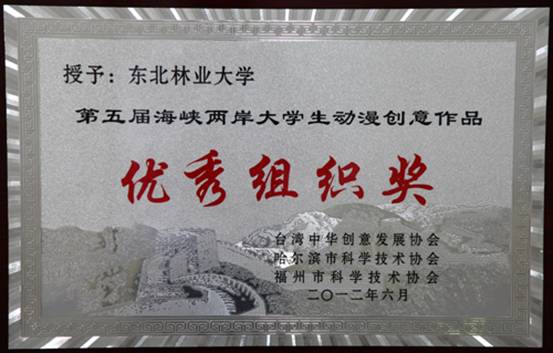 授予：东北林业大学
第五届海峡两岸大学生动漫创意作品
优秀组织奖
台湾中华创意发展协会
哈尔滨市科学技术协会
福州市科学技术协会
二〇一二年六月